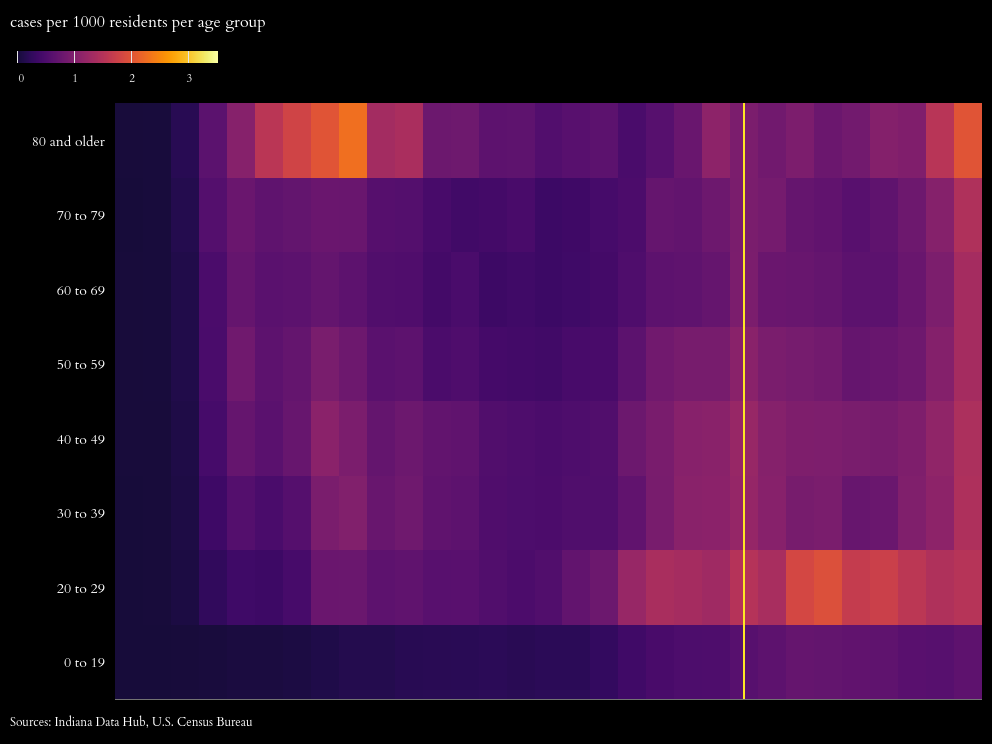 cases per 1000 residents per age group
0 1 2 3
80 and older
70 to 79
60 to 69
50 to 59
40 to 49
30 to 39
20 to 29
0 to 19
Sources: Indiana Data Hub, U.S. Census Bureau